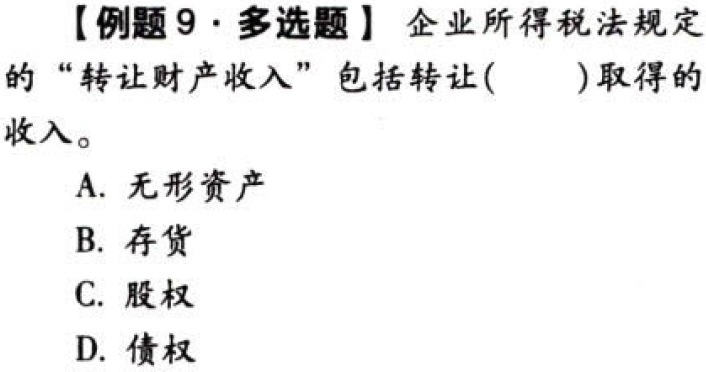 【例题9·多选题】 企业所得税法规定
的“转让财产收入”包括转让(  )取得的
收入。
A. 无形资产
B. 存货
C. 股权
D. 债权